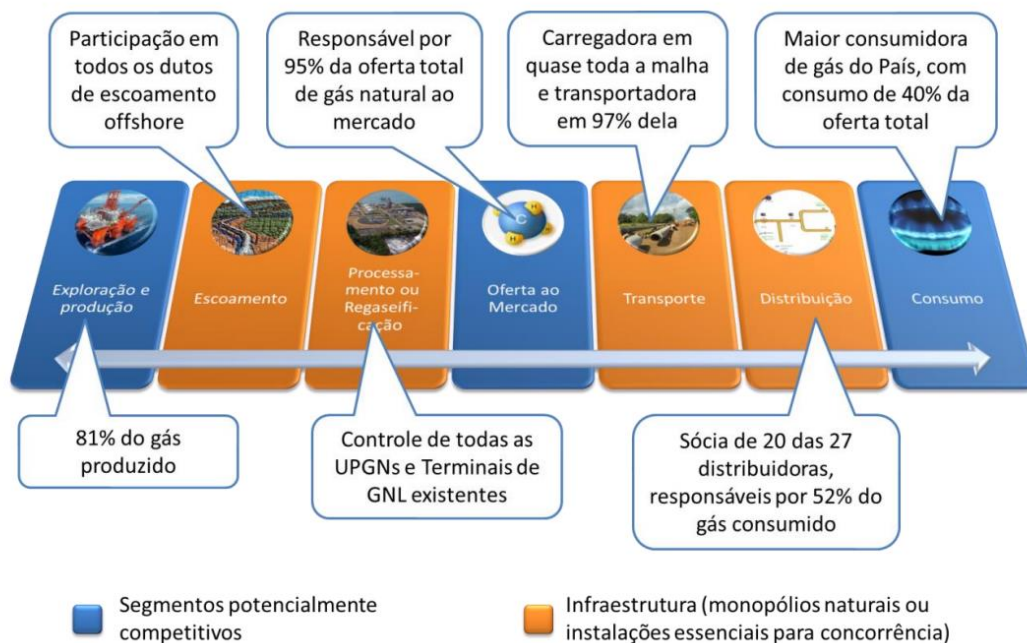 Participação em
todos os dutos
de escoamento
offshore
Responsável por
95% da oferta total
de gás natural ao
mercado
Carregadora em
quase toda a malha
e transportadora
em 97% dela
Maior consumidora
de gás do País, com
consumo de 40% da
oferta total
Exploração e
produção
Escoamento
Processa-
mento ou
Regaseifi-
cação
C
H
H
H
H
Oferta ao
Mercado
Transporte
Distribuição
Consumo
81% do gás
produzido
Controle de todas as
UPGNs e Terminais de
GNL existentes
Sócia de 20 das 27
distribuidoras,
responsáveis por 52% do
gás consumido
Segmentos potencialmente
competitivos
Infraestrutura (monopólios naturais ou
instalações essenciais para concorrência)